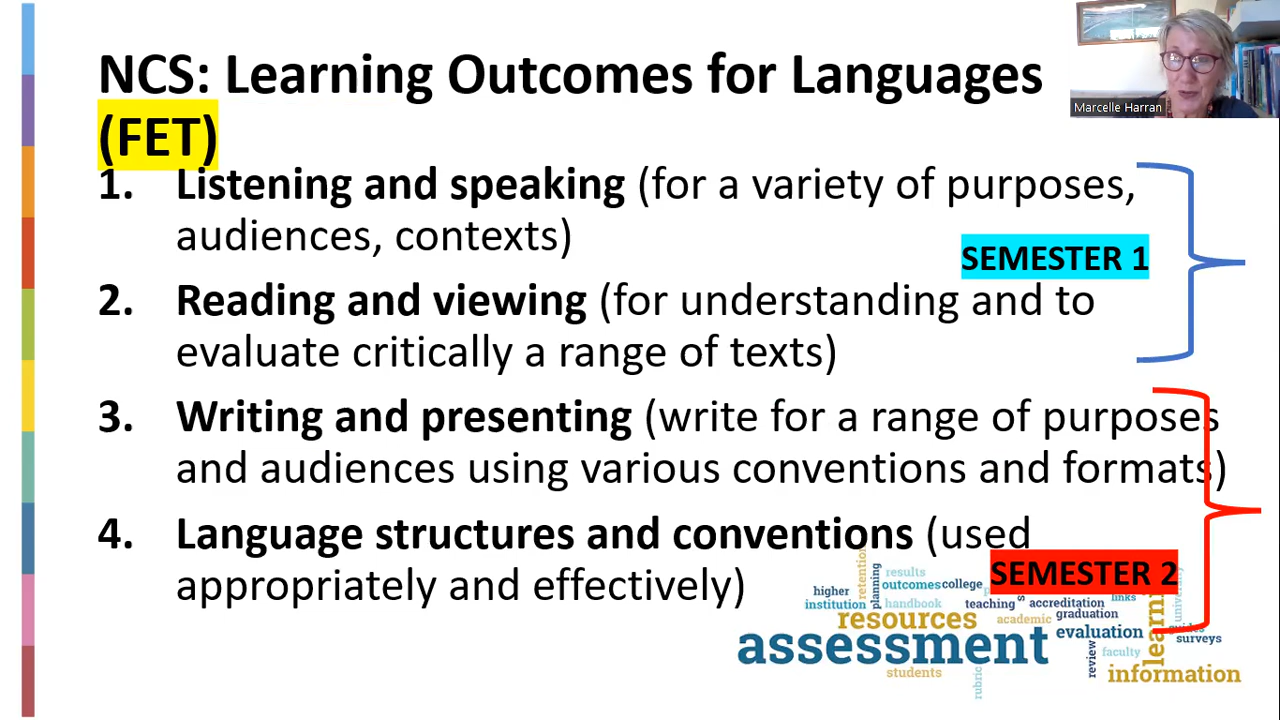 NCS: Learning Outcomes for Languages
(FET)
Marcelle Harran
1. Listening and speaking (for a variety of purposes,
audiences, contexts)
SEMESTER 1
2. Reading and viewing (for understanding and to
evaluate critically a range of texts)
3. Writing and presenting (write for a range of purposes
and audiences using various conventions and formats)
4. Language structures and conventions (used
appropriately and effectively)
SEMESTER 2
retention
planning
results
outcomes
college
higher
institution
handbook
teaching
accreditation
links
resources
academic
graduation
assessment
evaluation
surveys
review
faculty
students
rubric
information